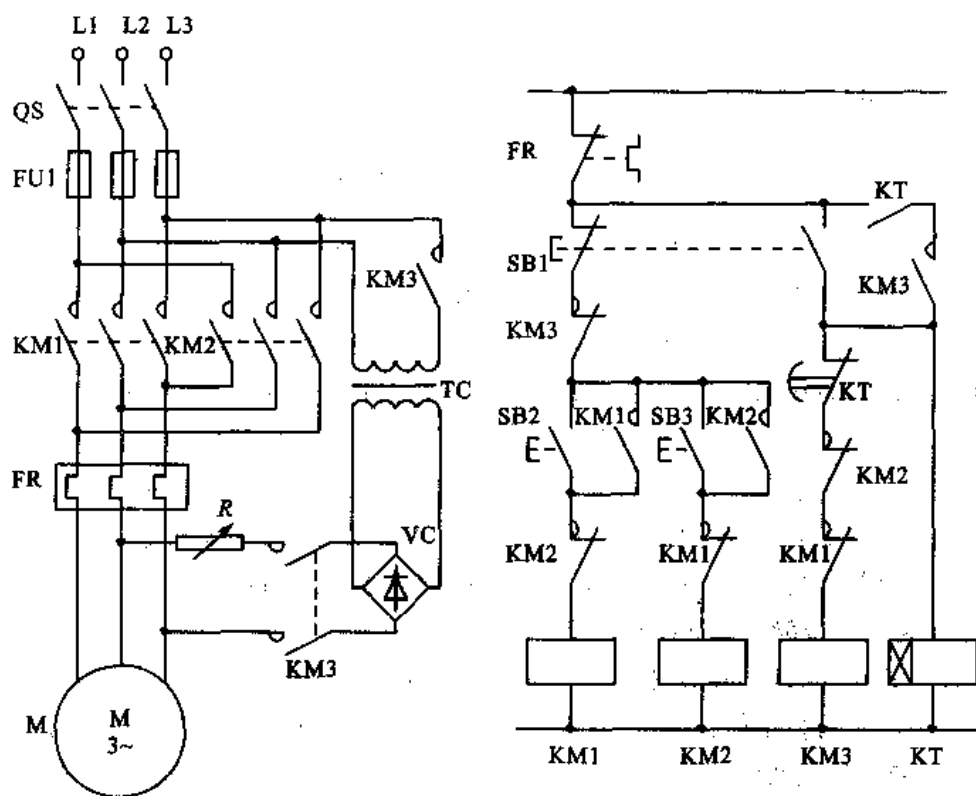 L1 L2 L3
QS
FU1
KM3
KM1
KM2
TC
FR
R
VC
KM3
M
M
3~
FR
KT
SB1
KM3
KM3
KT
SB2
KM1
SB3
KM2
KM2
KM2
KM1
KM1
KM1 KM2 KM3 KT